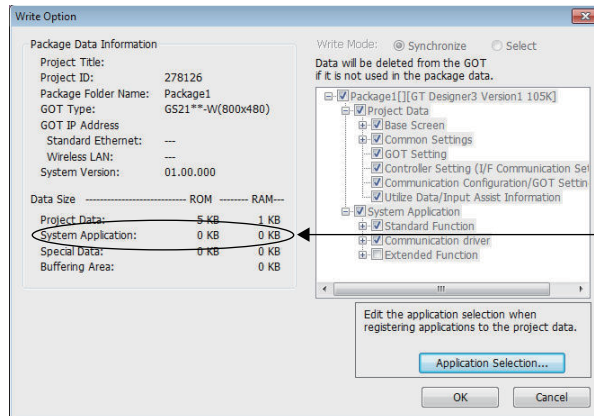 Write Option
Package Data Information
Project Title:
Project ID: 278126
Package Folder Name: Package1
GOT Type: GS21**-W(800x480)
GOT IP Address
Standard Ethernet: ---
Wireless LAN: ---
System Version: 01.00.000
Data Size ------------------------- ROM -------- RAM---
Project Data: 5 KB 1 KB
System Application: 0 KB 0 KB
Special Data: 0 KB 0 KB
Buffering Area: 0 KB
Write Mode: Synchronize Select
Data will be deleted from the GOT
if it is not used in the package data.
Package1[][GT Designer3 Version1 105K]
Project Data
Base Screen
Common Settings
GOT Setting
Controller Setting (I/F Communication Set
Communication Configuration/GOT Settin
Utilize Data/Input Assist Information
System Application
Standard Function
Communication driver
Extended Function
Edit the application selection when
registering applications to the project data.
Application Selection...
OK Cancel